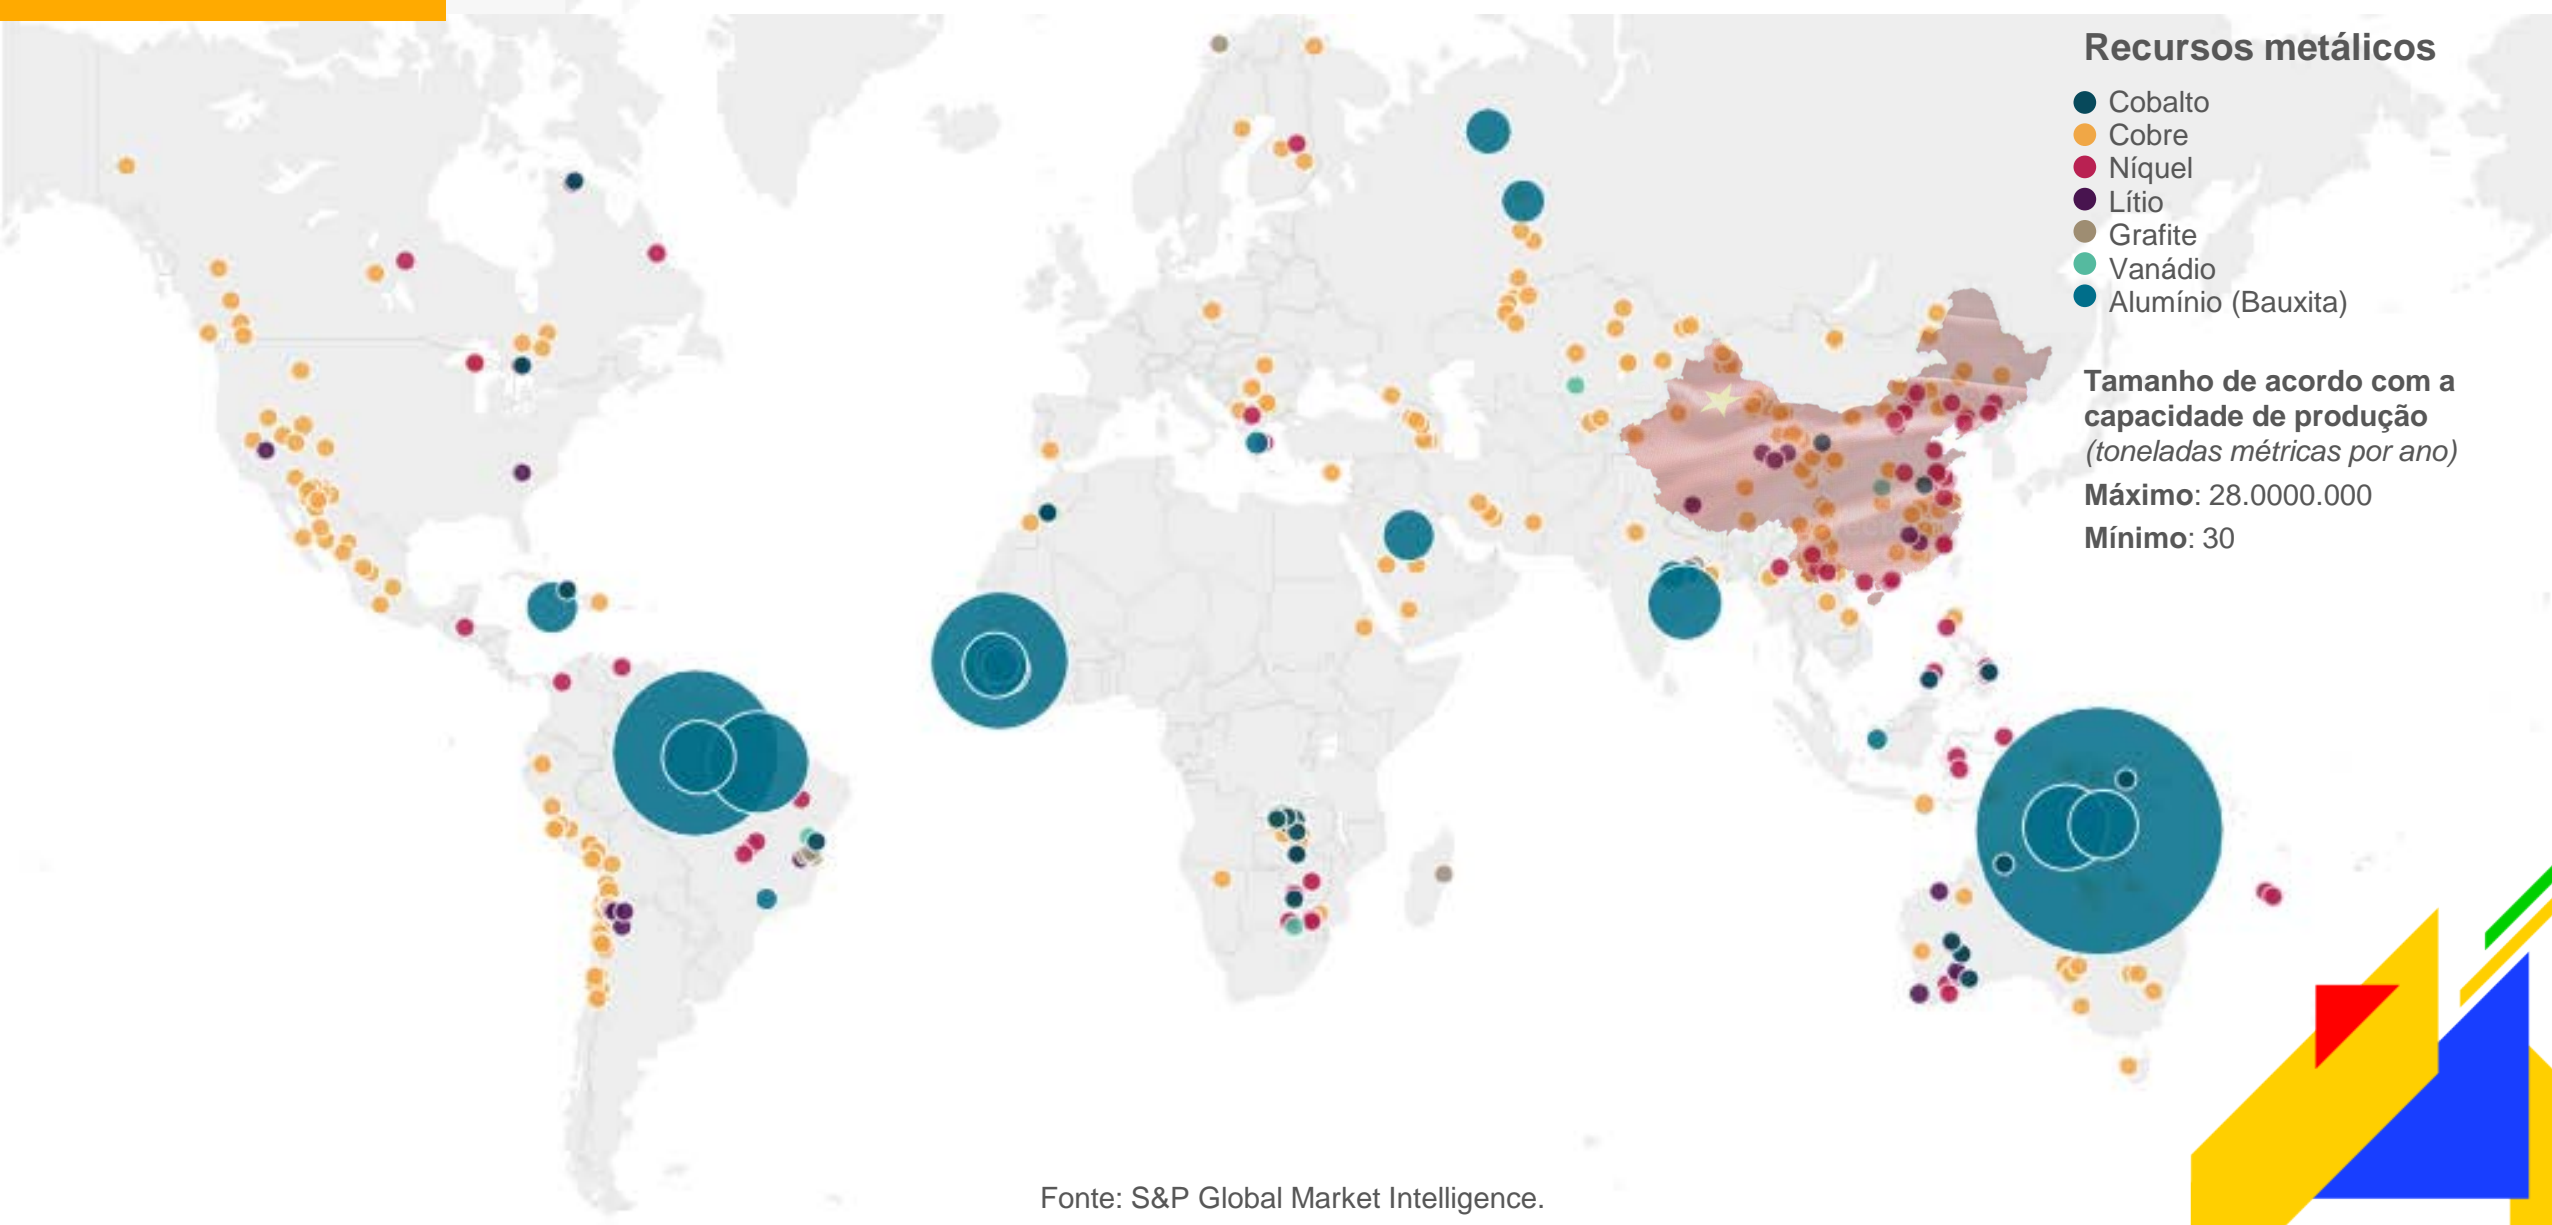 Recursos metálicos
Cobalto
Cobre
Níquel
Lítio
Grafite
Vanádio
Alumínio (Bauxita)
Tamanho de acordo com a
capacidade de produção
(toneladas métricas por ano)
Máximo: 28.0000.000
Mínimo: 30
Fonte: S&P Global Market Intelligence.